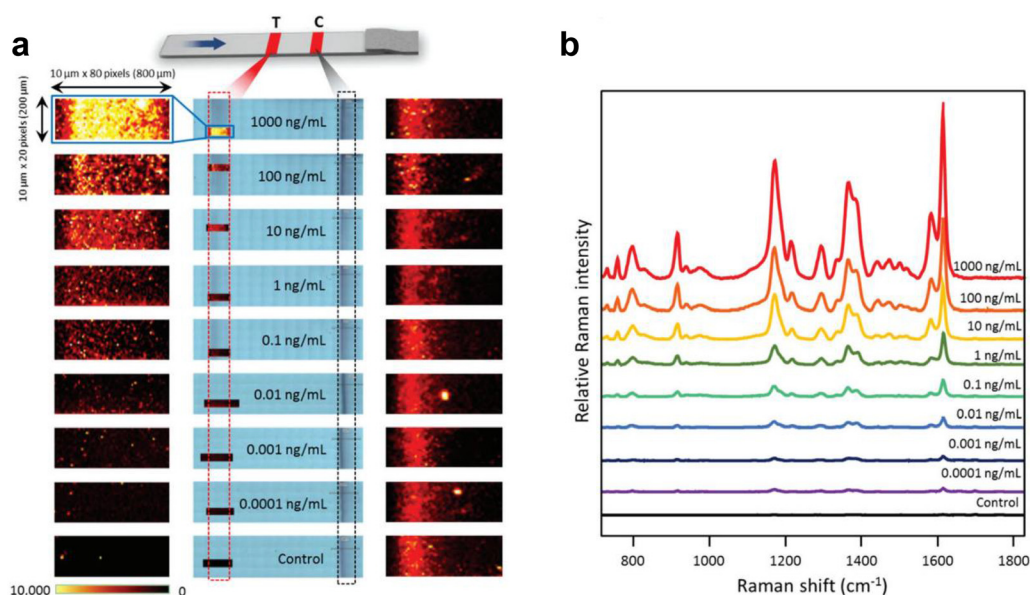 a
T C
10 µm x 80 pixels (800 µm)
10 µm x 20 pixels (200 µm)
1000 ng/mL
100 ng/mL
10 ng/mL
1 ng/mL
0.1 ng/mL
0.01 ng/mL
0.001 ng/mL
0.0001 ng/mL
Control
10.000 0
b
Relative Raman intensity
1000 ng/mL
100 ng/mL
10 ng/mL
1 ng/mL
0.1 ng/mL
0.01 ng/mL
0.001 ng/mL
0.0001 ng/mL
Control
800 1000 1200 1400 1600 1800
Raman shift (cm⁻¹)